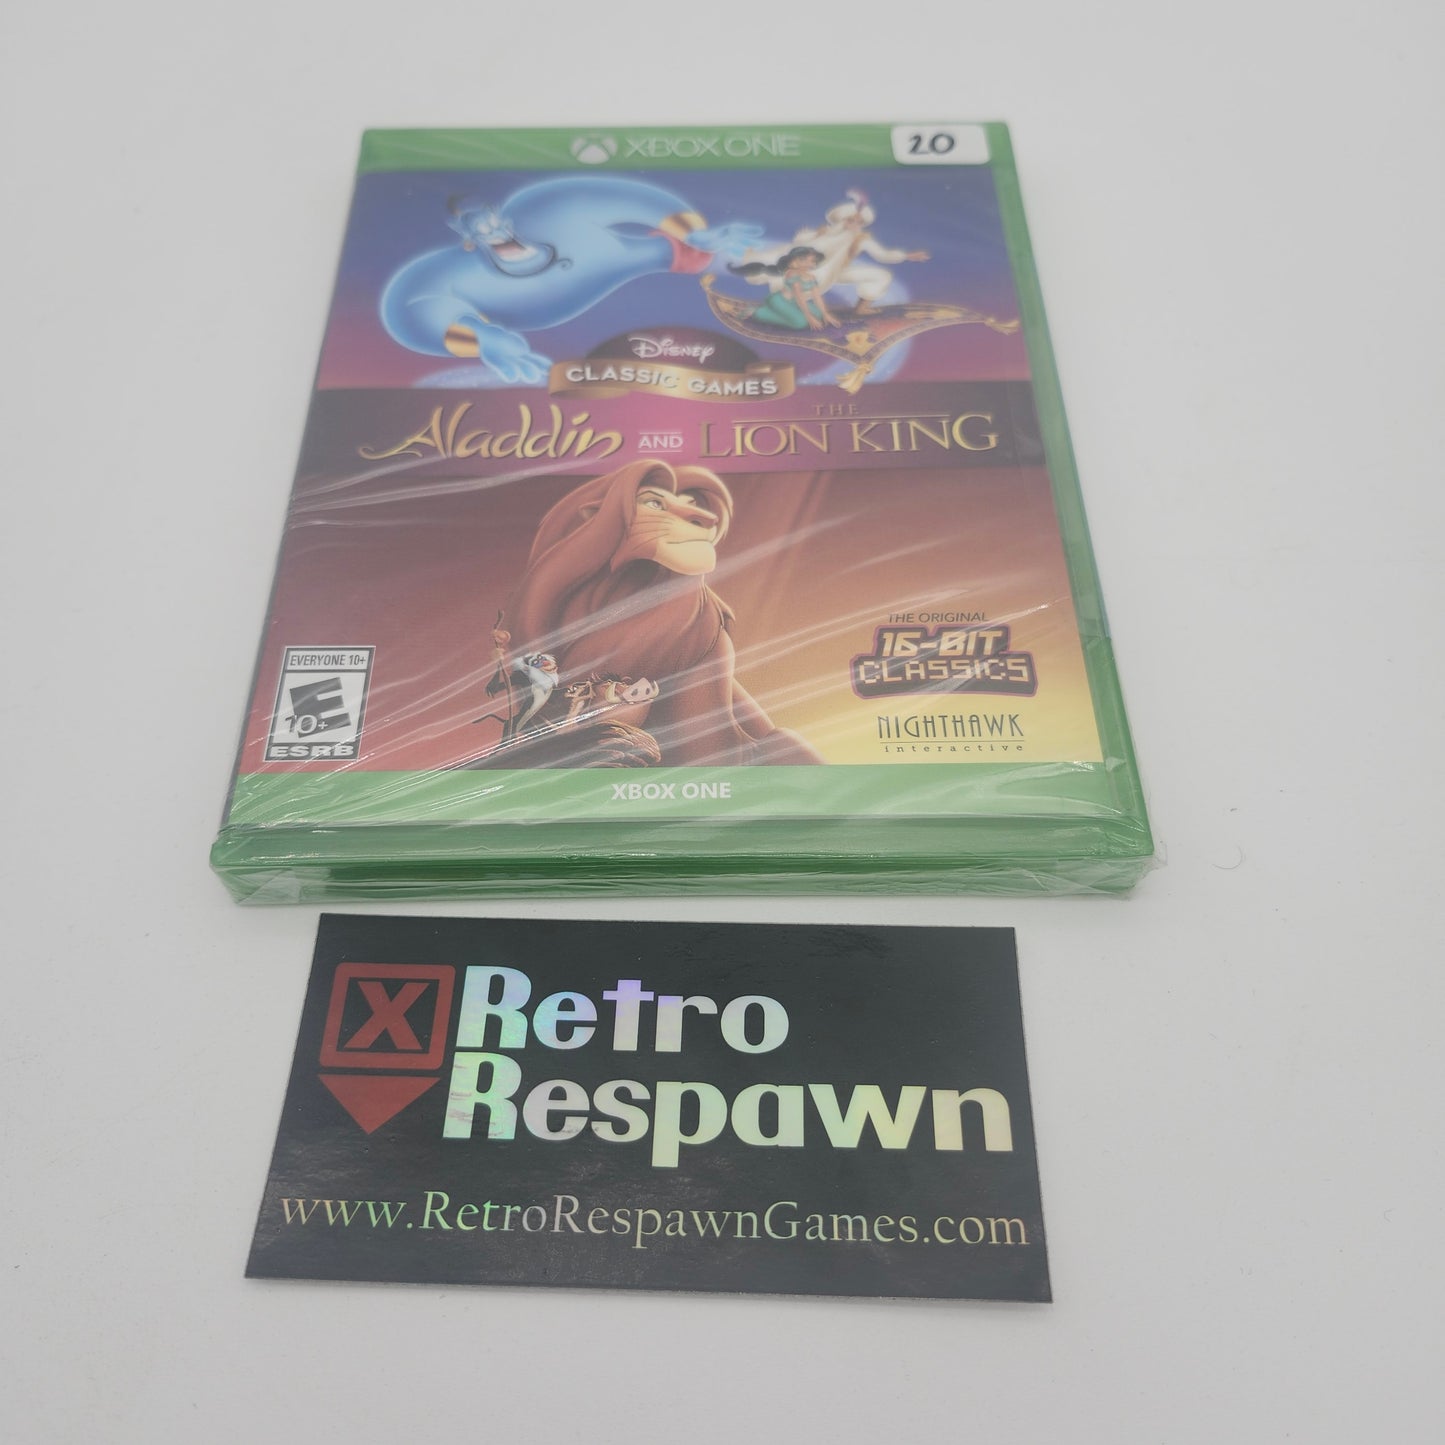 XBOX ONE
20
Disney
CLASSIC GAMES
Aladdin AND THE LION KING
EVERYONE 10+
E
10+
ESRB
THE ORIGINAL
16-BIT
CLASSICS
NIGHTHAWK
interactive
XBOX ONE
X Retro
Respawn
www.RetroRespawnGames.com